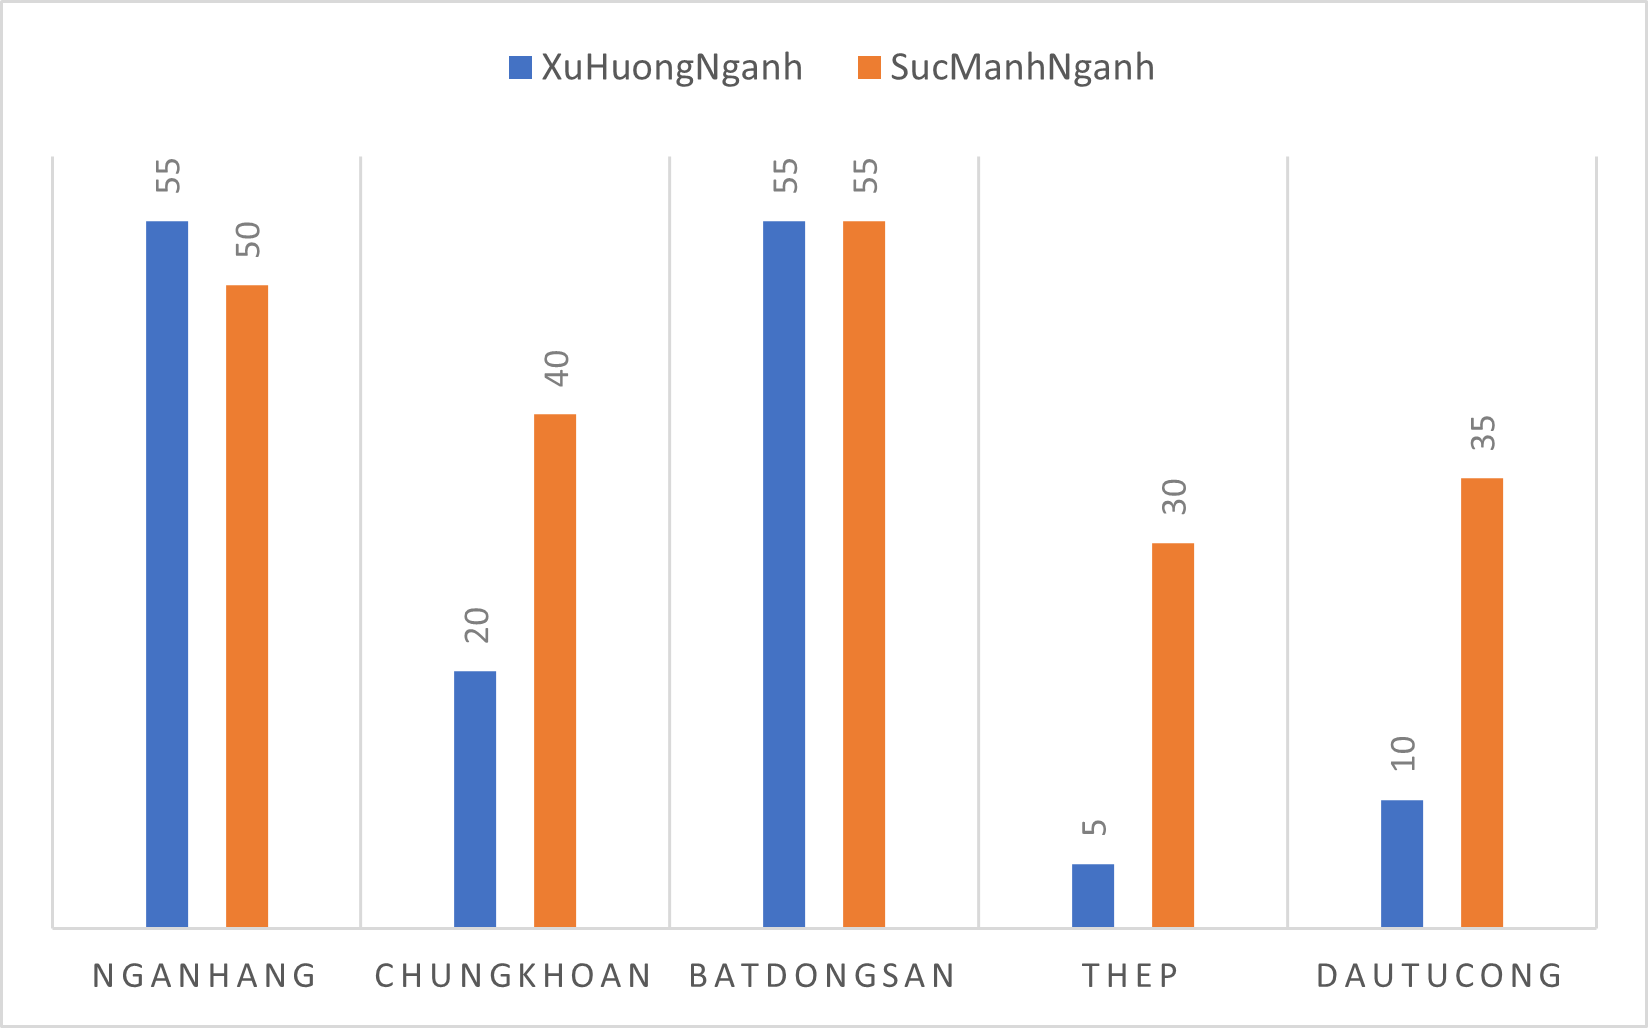 XuHuongNganh SucManhNganh
55 50 20 40 55 55 5 30 10 35
NGANHANG CHUNGKHOAN BATDONGSAN THEP DAUTUCONG